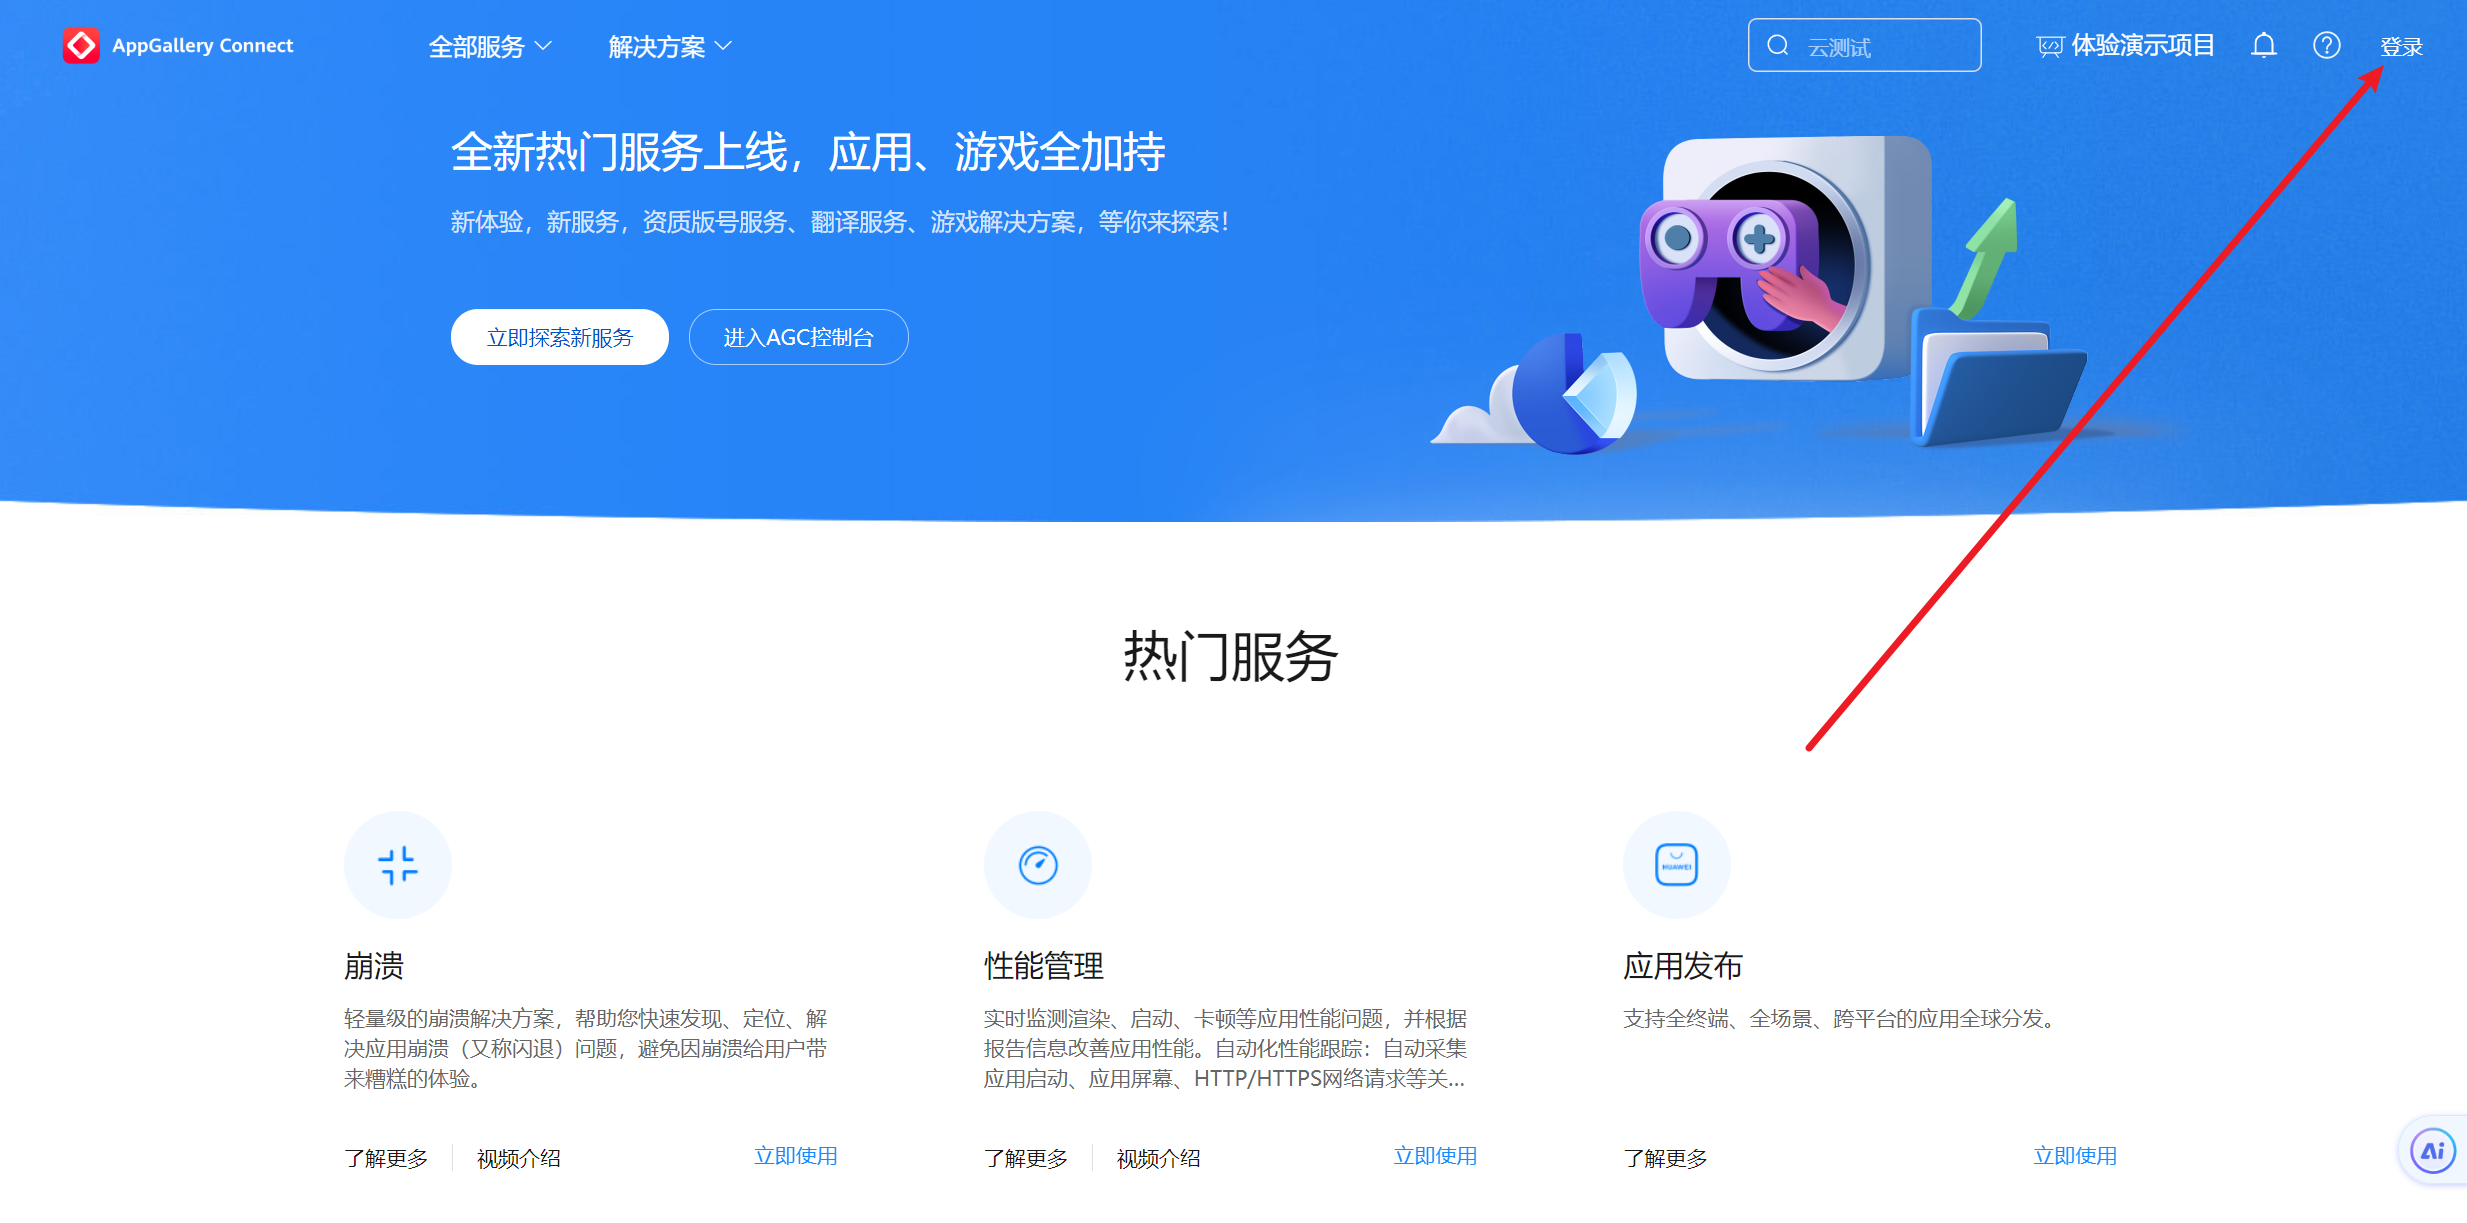 AppGallery Connect
全部服务
解决方案
云测试
体验演示项目
登录
全新热门服务上线，应用、游戏全加持
新体验，新服务，资质版号服务、翻译服务、游戏解决方案，等你来探索！
立即探索新服务
进入AGC控制台
热门服务
HUAWEI
崩溃
轻量级的崩溃解决方案，帮助您快速发现、定位、解
决应用崩溃（又称闪退）问题，避免因崩溃给用户带
来糟糕的体验。
了解更多
视频介绍
立即使用
性能管理
实时监测渲染、启动、卡顿等应用性能问题，并根据
报告信息改善应用性能。自动化性能跟踪：自动采集
应用启动、应用屏幕、HTTP/HTTPS网络请求等关...
了解更多
视频介绍
立即使用
应用发布
支持全终端、全场景、跨平台的应用全球分发。
了解更多
立即使用
Ai